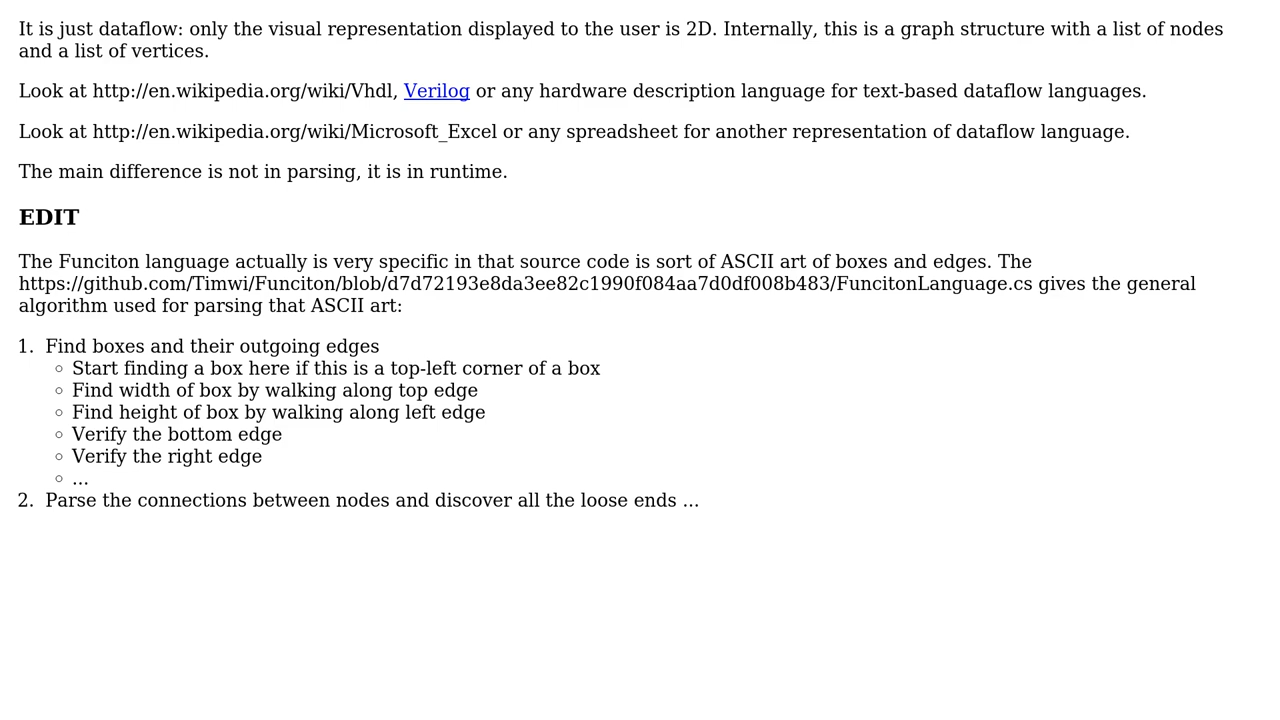 It is just dataflow: only the visual representation displayed to the user is 2D. Internally, this is a graph structure with a list of nodes
and a list of vertices.
Look at http://en.wikipedia.org/wiki/Vhdl, Verilog or any hardware description language for text-based dataflow languages.
Look at http://en.wikipedia.org/wiki/Microsoft_Excel or any spreadsheet for another representation of dataflow language.
The main difference is not in parsing, it is in runtime.
EDIT
The Funciton language actually is very specific in that source code is sort of ASCII art of boxes and edges. The
https://github.com/Timwi/Funciton/blob/d7d72193e8da3ee82c1990f084aa7d0df008b483/FuncitonLanguage.cs gives the general
algorithm used for parsing that ASCII art:
1. Find boxes and their outgoing edges
◦ Start finding a box here if this is a top-left corner of a box
◦ Find width of box by walking along top edge
◦ Find height of box by walking along left edge
◦ Verify the bottom edge
◦ Verify the right edge
◦ ...
2. Parse the connections between nodes and discover all the loose ends ...